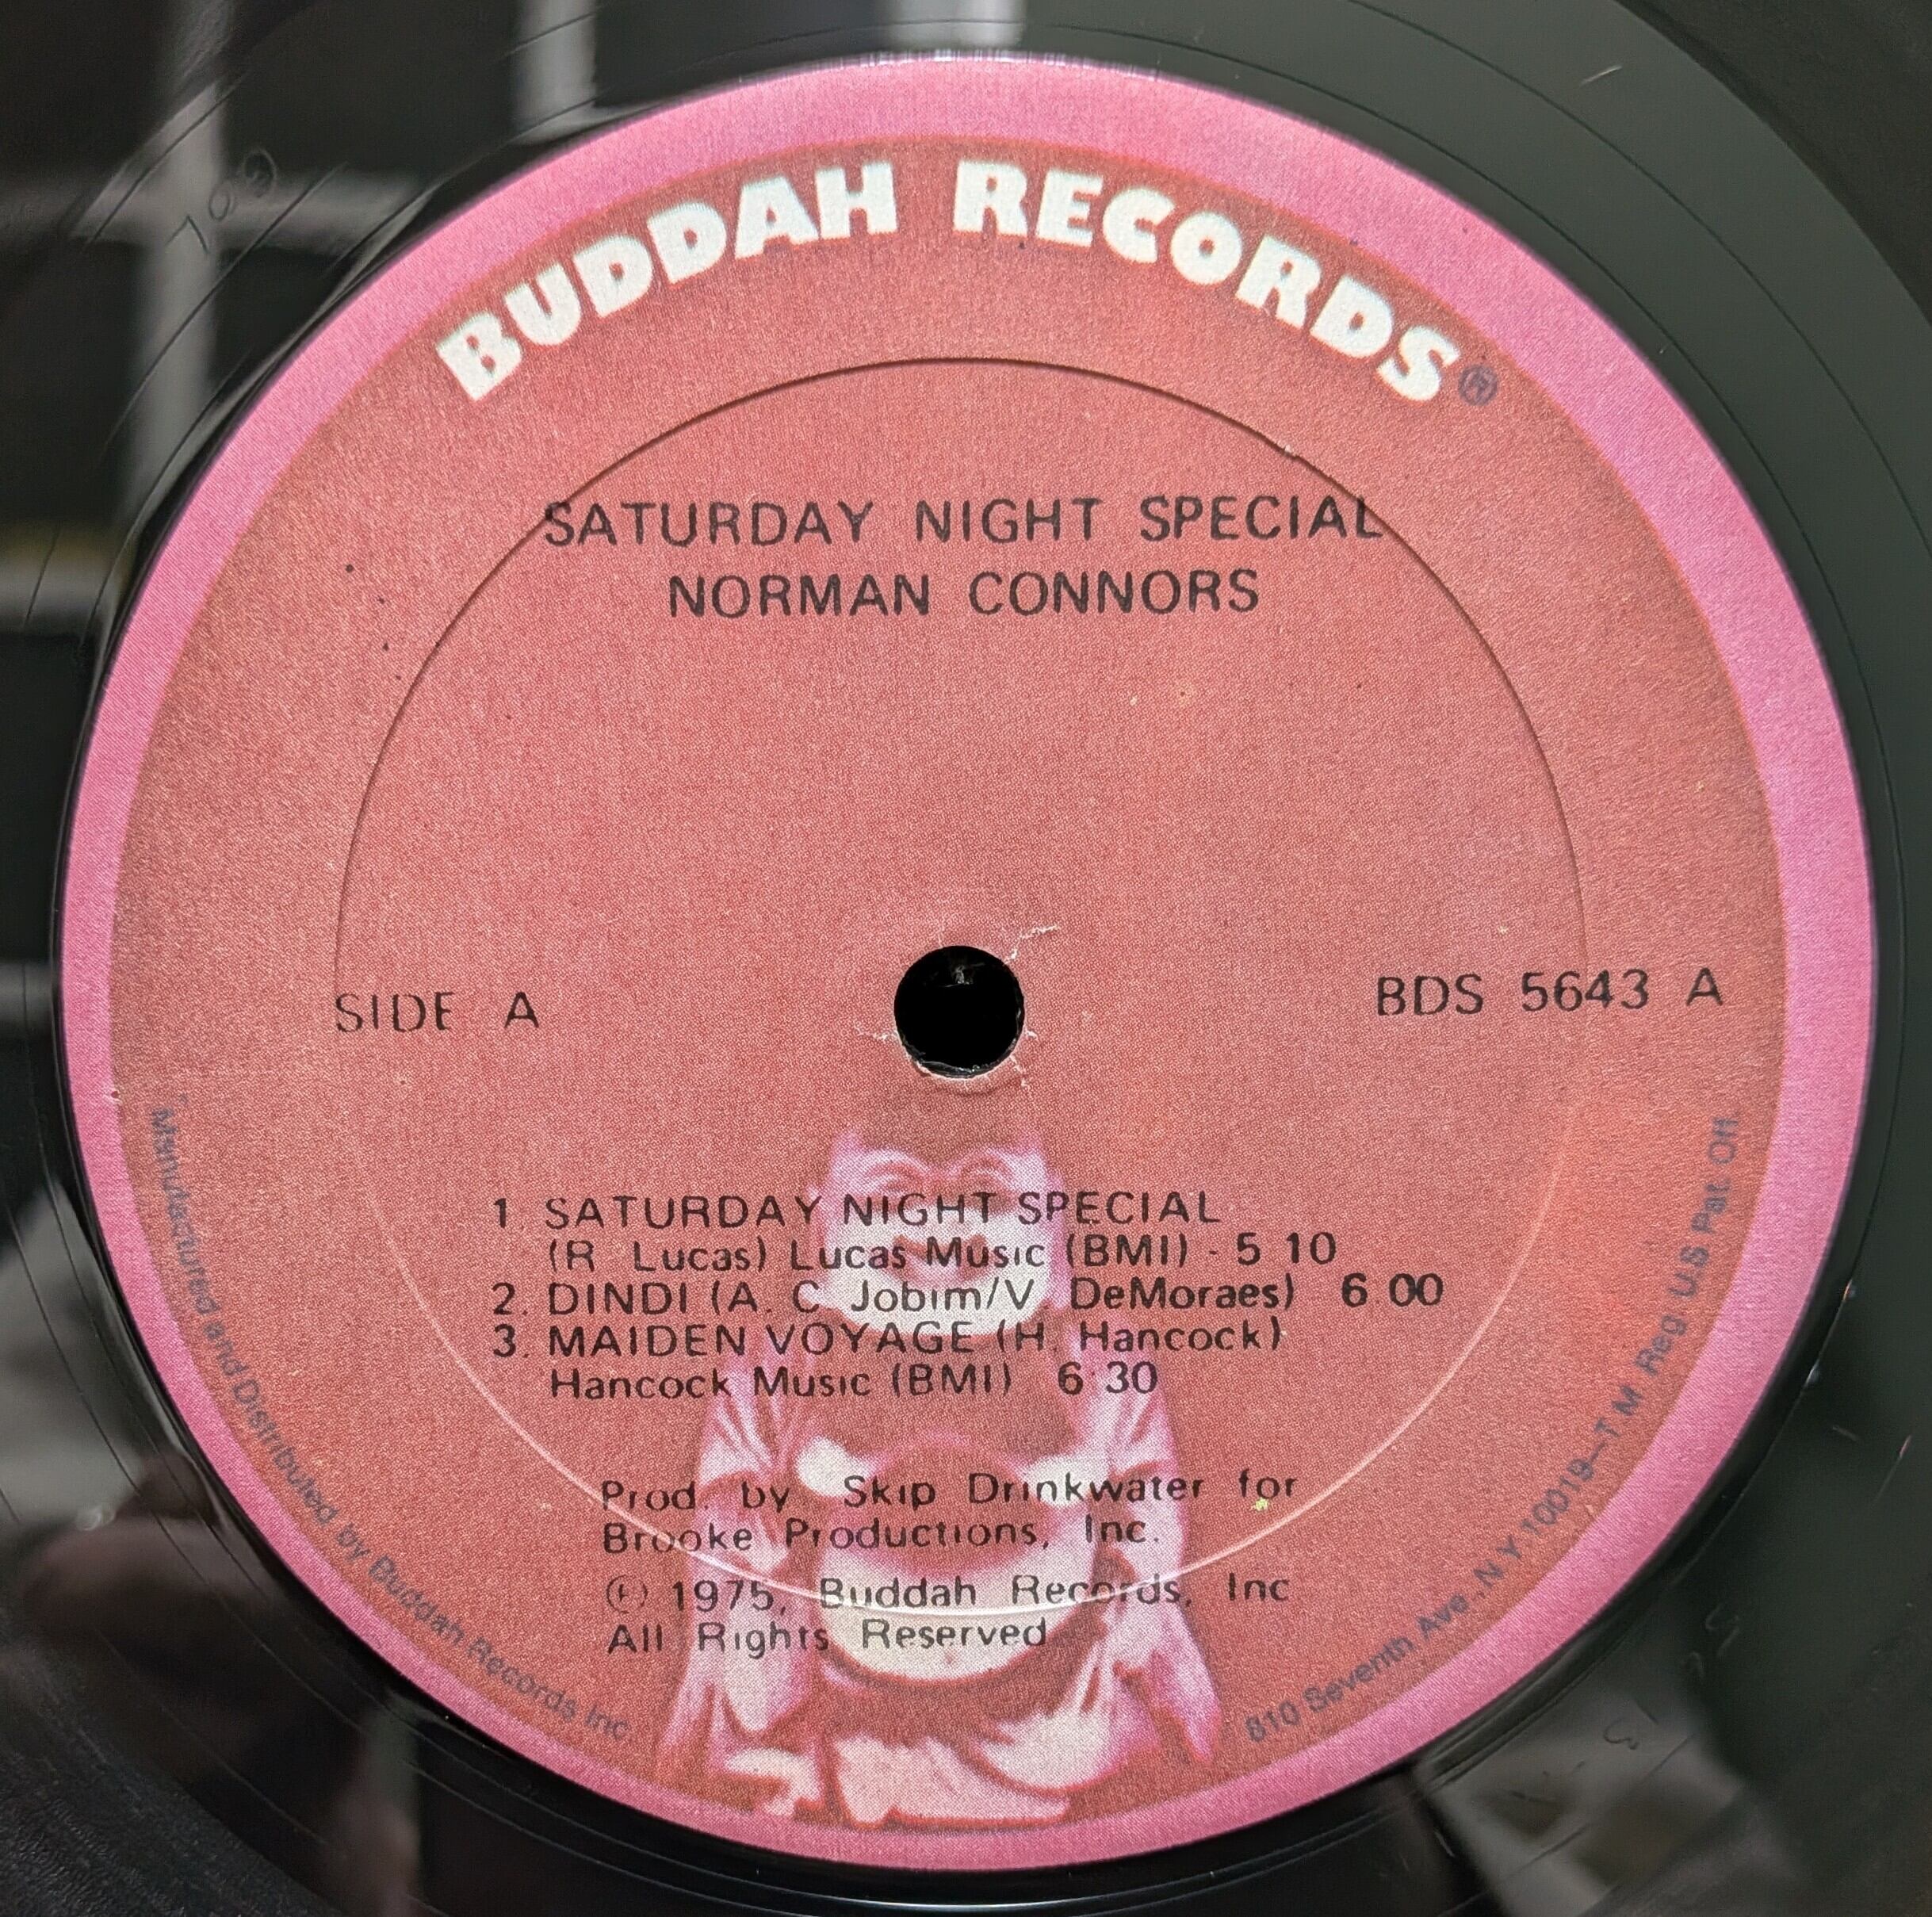 BUDDAH RECORDS®
SATURDAY NIGHT SPECIAL
NORMAN CONNORS
SIDE A
BDS 5643 A
1. SATURDAY NIGHT SPECIAL
(R. Lucas) Lucas Music (BMI) - 5 10
2. DINDI (A. C. Jobim/V. DeMoraes) 6 00
3. MAIDEN VOYAGE (H. Hancock)
Hancock Music (BMI) 6 30
Prod. by Skip Drinkwater for
Brooke Productions, Inc.
℗ 1975, Buddah Records, Inc
All Rights Reserved
Manufactured and Distributed by Buddah Records Inc
810 Seventh Ave., N Y 10019—T M Reg U.S Pat Off.